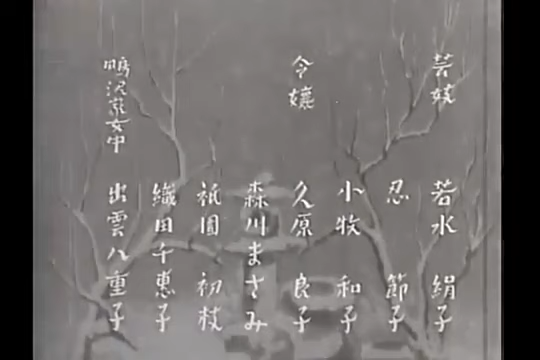 芸妓
若水 絹子
忍 節子
小牧 和子
令嬢
久原 良子
森川まさみ
祇園 初枝
織田千恵子
鴫沢家女中
出雲八重子